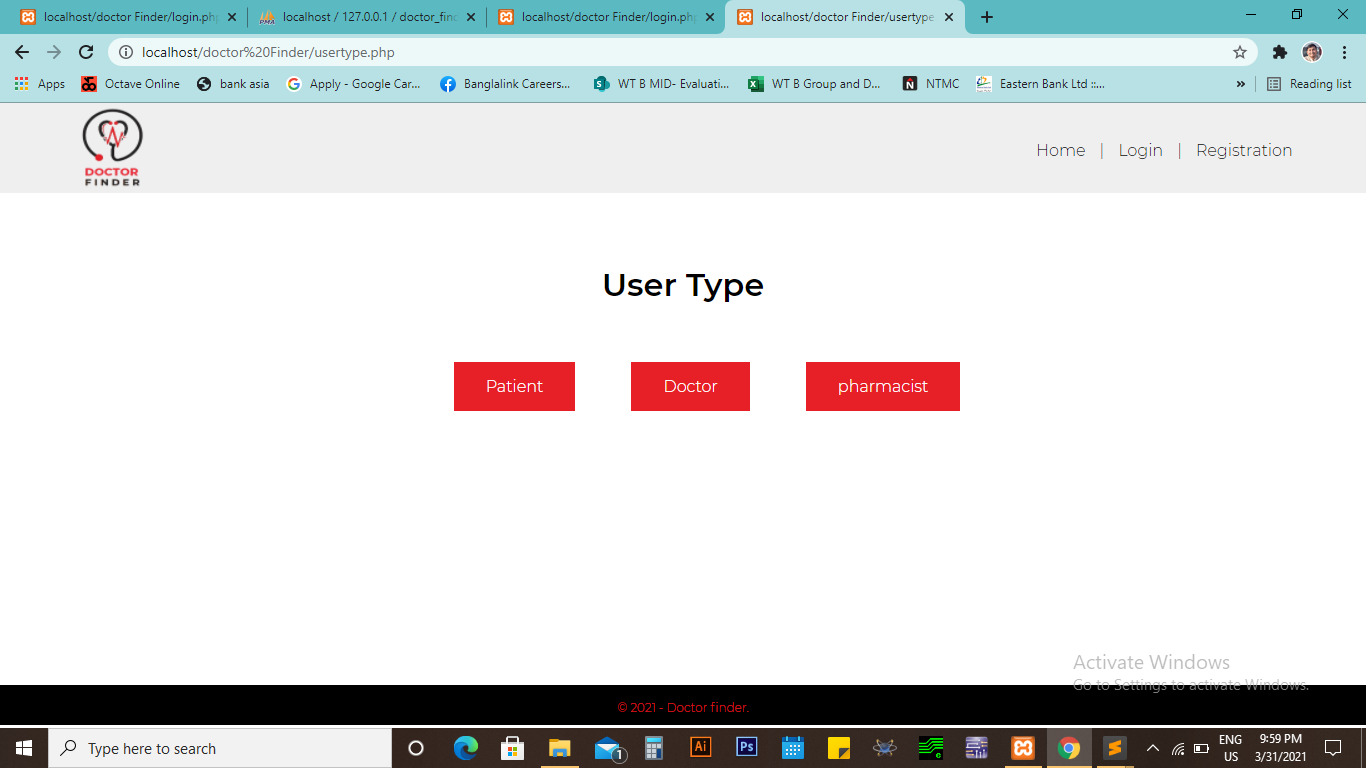 localhost/doctor Finder/login.php
localhost / 127.0.0.1 / doctor_find
localhost/doctor Finder/login.php
localhost/doctor Finder/usertype
localhost/doctor%20Finder/usertype.php
Apps
Octave Online
bank asia
Apply - Google Car...
Banglalink Careers...
WT B MID- Evaluati...
WT B Group and D...
NTMC
Eastern Bank Ltd ::...
»
Reading list
DOCTOR
FINDER
Home | Login | Registration
User Type
Patient
Doctor
pharmacist
Activate Windows
Go to Settings to activate Windows.
© 2021 - Doctor finder.
Type here to search
1
Ai
Ps
ENG
US
9:59 PM
3/31/2021